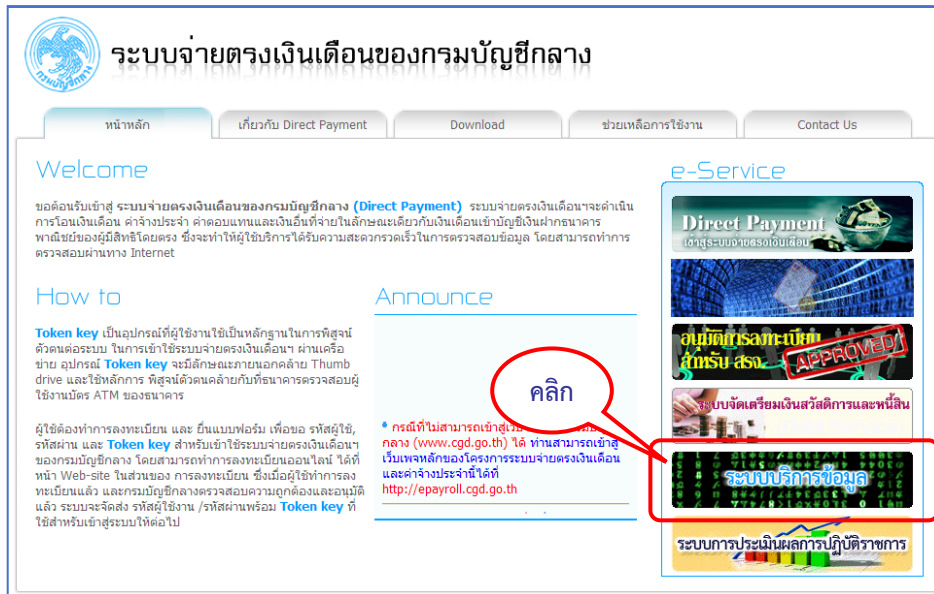 กรมบัญชีกลาง
ระบบจ่ายตรงเงินเดือนของกรมบัญชีกลาง
หน้าหลัก
เกี่ยวกับ Direct Payment
Download
ช่วยเหลือการใช้งาน
Contact Us
Welcome
ขอต้อนรับเข้าสู่ ระบบจ่ายตรงเงินเดือนของกรมบัญชีกลาง (Direct Payment) ระบบจ่ายตรงเงินเดือนฯจะดำเนิน
การโอนเงินเดือน ค่าจ้างประจำ ค่าตอบแทนและเงินอื่นที่จ่ายในลักษณะเดียวกับเงินเดือนเข้าบัญชีเงินฝากธนาคาร
พาณิชย์ของผู้มีสิทธิโดยตรง ซึ่งจะทำให้ผู้ใช้บริการได้รับความสะดวกรวดเร็วในการตรวจสอบข้อมูล โดยสามารถทำการ
ตรวจสอบผ่านทาง Internet
How to
Token key เป็นอุปกรณ์ที่ผู้ใช้งานใช้เป็นหลักฐานในการพิสูจน์
ตัวตนต่อระบบ ในการเข้าใช้ระบบจ่ายตรงเงินเดือนฯ ผ่านเครือ
ข่าย อุปกรณ์ Token key จะมีลักษณะภายนอกคล้าย Thumb
drive และใช้หลักการ พิสูจน์ตัวตนคล้ายกับที่ธนาคารตรวจสอบผู้
ใช้งานบัตร ATM ของธนาคาร
ผู้ใช้ต้องทำการลงทะเบียน และ ยื่นแบบฟอร์ม เพื่อขอ รหัสผู้ใช้,
รหัสผ่าน และ Token key สำหรับเข้าใช้ระบบจ่ายตรงเงินเดือนฯ
ของกรมบัญชีกลาง โดยสามารถทำการลงทะเบียนออนไลน์ ได้ที่
หน้า Web-site ในส่วนของ การลงทะเบียน ซึ่งเมื่อผู้ใช้ทำการลง
ทะเบียนแล้ว และกรมบัญชีกลางตรวจสอบความถูกต้องและอนุมัติ
แล้ว ระบบจะจัดส่ง รหัสผู้ใช้งาน /รหัสผ่านพร้อม Token key ที่
ใช้สำหรับเข้าสู่ระบบให้ต่อไป
Announce
คลิก
กรณีที่ไม่สามารถเข้าสู่เว็บ
กลาง (www.cgd.go.th) ได้ ท่านสามารถเข้าสู่
เว็บเพจหลักของโครงการระบบจ่ายตรงเงินเดือน
และค่าจ้างประจำนี้ได้ที่
http://epayroll.cgd.go.th
e-Service
Direct Payment
เข้าสู่ระบบจ่ายตรงเงินเดือน
อนุมัติการลงทะเบียน
สำหรับ สรจ.
APPROVED
ระบบจัดเตรียมเงินสวัสดิการและหนี้สิน
ระบบบริการข้อมูล
ระบบการประเมินผลการปฏิบัติราชการ